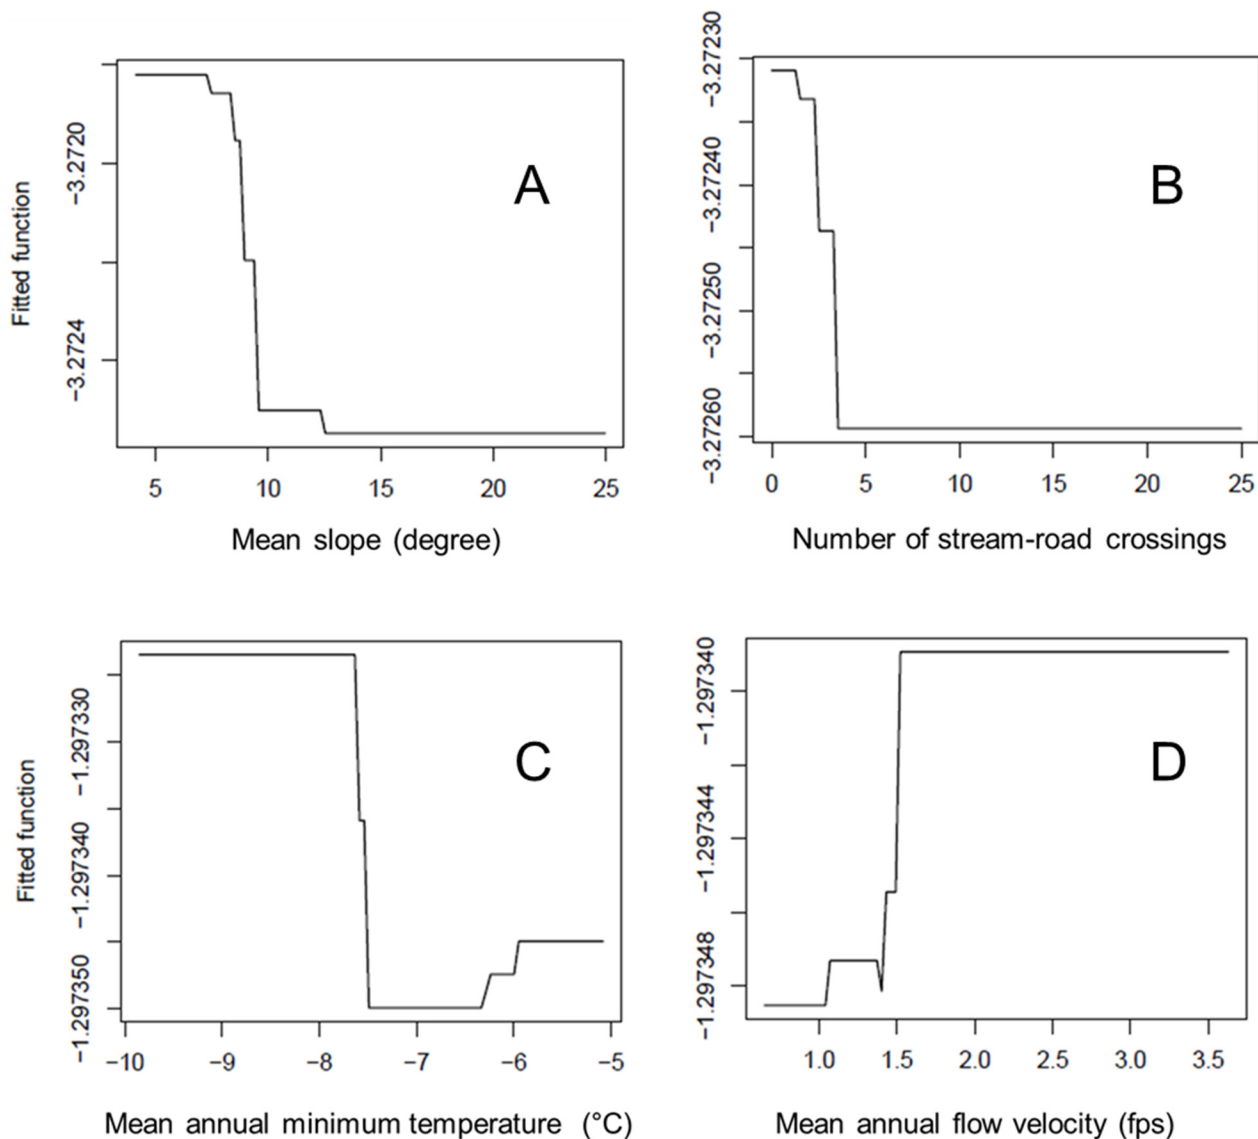 Fitted function
−3.2720
−3.2724
A
5 10 15 20 25
Mean slope (degree)
−3.27230
−3.27240
−3.27250
−3.27260
B
0 5 10 15 20 25
Number of stream-road crossings
Fitted function
−1.297330
−1.297340
−1.297350
C
−10 −9 −8 −7 −6 −5
Mean annual minimum temperature (°C)
−1.297340
−1.297344
−1.297348
D
1.0 1.5 2.0 2.5 3.0 3.5
Mean annual flow velocity (fps)